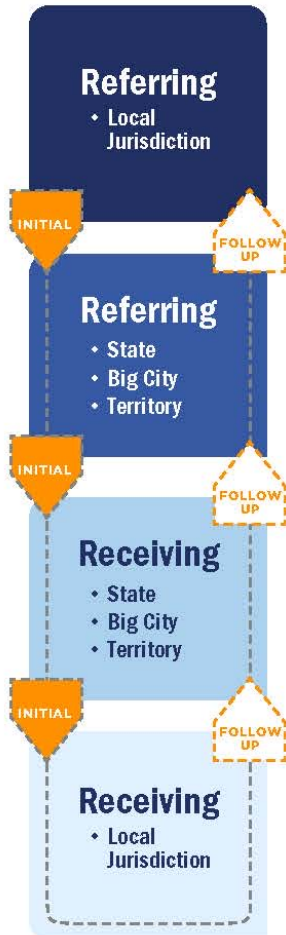 Referring
• Local
Jurisdiction
INITIAL
FOLLOW
UP
Referring
• State
• Big City
• Territory
INITIAL
FOLLOW
UP
Receiving
• State
• Big City
• Territory
INITIAL
FOLLOW
UP
Receiving
• Local
Jurisdiction